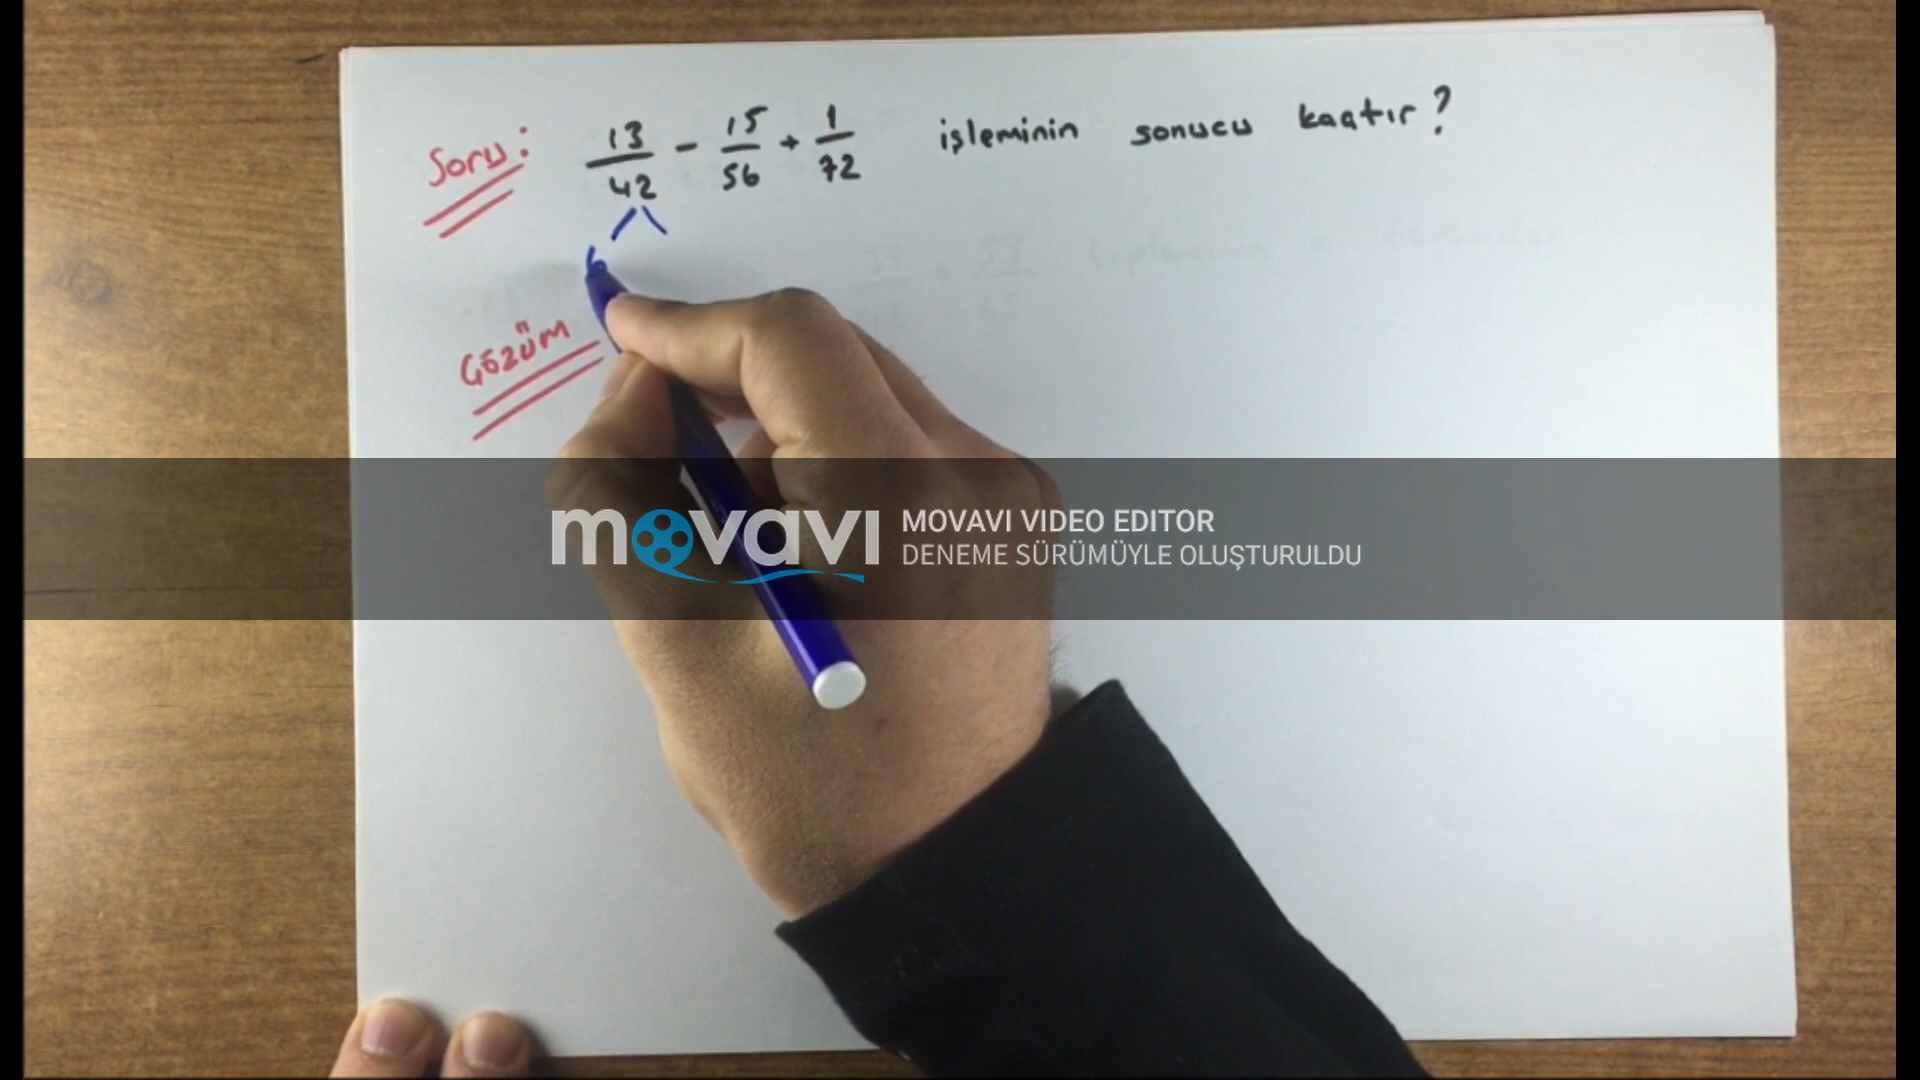 Soru: 13/42 - 15/56 + 1/72 işleminin sonucu kaçtır?
6
Çözüm
movavi MOVAVI VIDEO EDITOR
DENEME SÜRÜMÜYLE OLUŞTURULDU